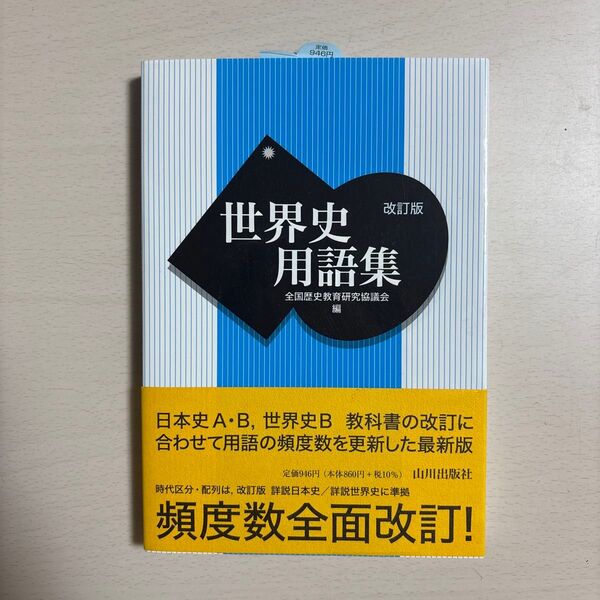 定価
946円
改訂版
世界史
用語集
全国歴史教育研究協議会
編
日本史A・B, 世界史B 教科書の改訂に
合わせて用語の頻度数を更新した最新版
定価946円(本体860円+税10%) 山川出版社
時代区分・配列は, 改訂版 詳説日本史/詳説世界史に準拠
頻度数全面改訂!